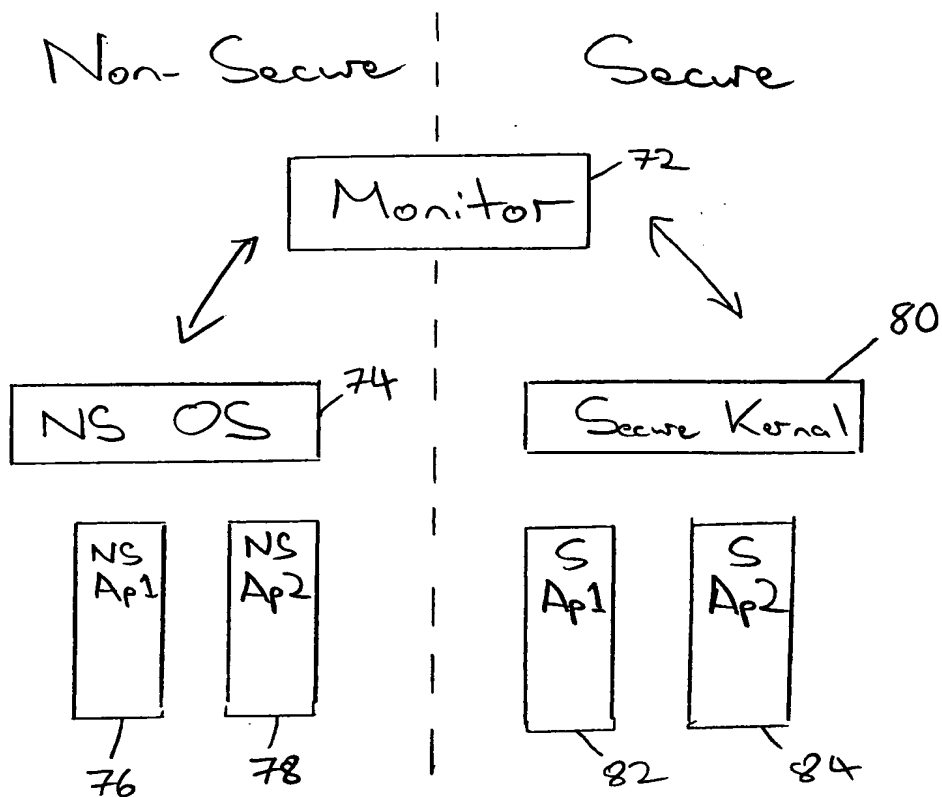 Non-Secure Secure
Monitor
72
80
NS OS
74
Secure Kernal
NS
Ap1
NS
Ap2
S
Ap1
S
Ap2
76
78
82
84